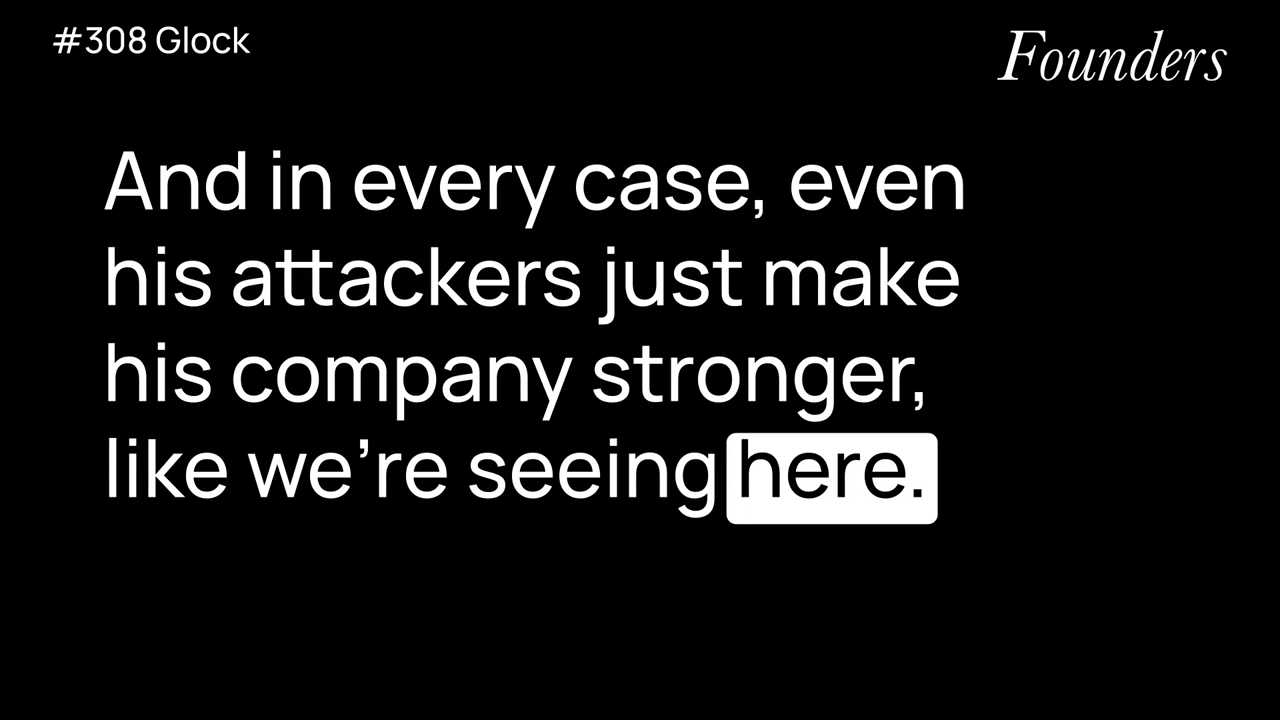 #308 Glock
Founders
And in every case, even
his attackers just make
his company stronger,
like we’re seeing here.